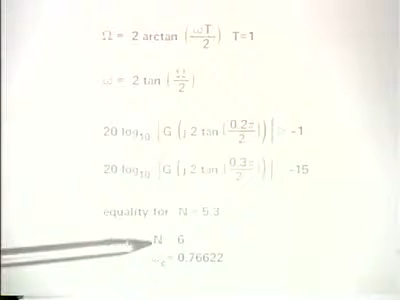 Ω = 2 arctan (ωT/2) T=1
ω = 2 tan (Ω/2)
20 log₁₀ |G (j 2 tan (0.2π/2))| > -1
20 log₁₀ |G (j 2 tan (0.3π/2))| -15
equality for N = 5.3
N 6
ω_c = 0.76622